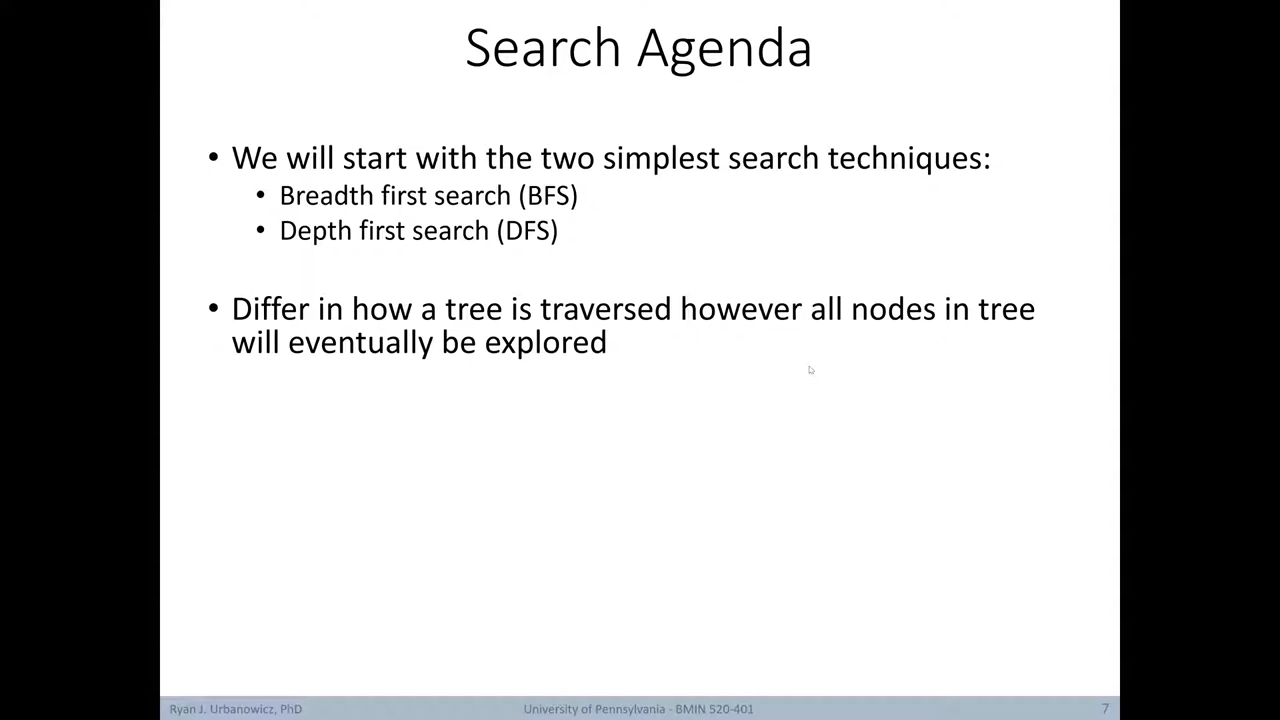 Search Agenda
• We will start with the two simplest search techniques:
• Breadth first search (BFS)
• Depth first search (DFS)
• Differ in how a tree is traversed however all nodes in tree
will eventually be explored
Ryan J. Urbanowicz, PhD
University of Pennsylvania - BMIN 520-401
7